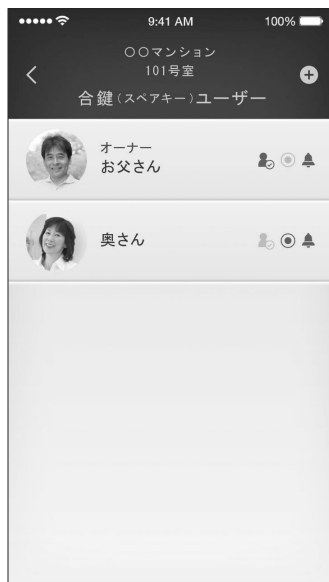 9:41 AM
100%
○○マンション
101号室
合鍵(スペアキー)ユーザー
オーナー
お父さん
奥さん